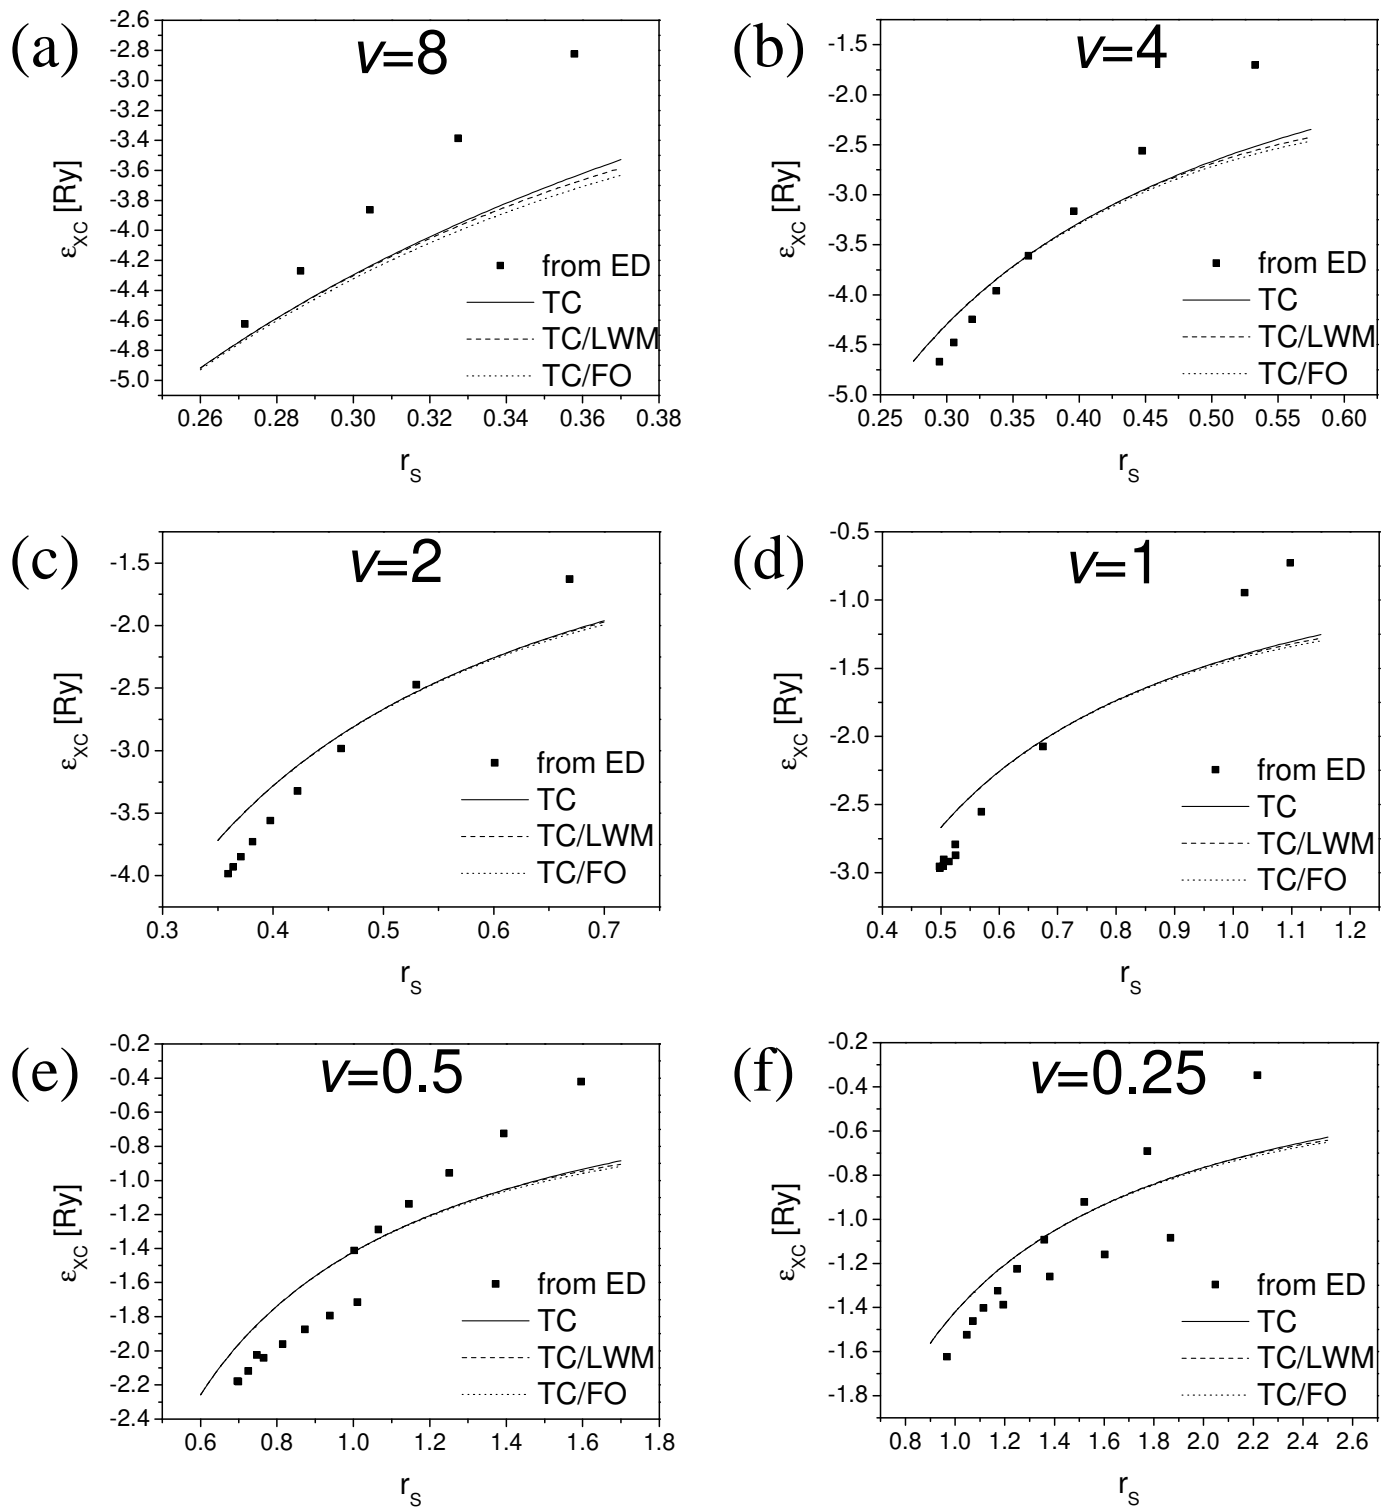 (a)
ν=8
-2.6
-2.8
-3.0
-3.4
-3.6
-4.0
-4.2
-4.4
-4.6
-4.8
-5.0
ε_XC [Ry]
from ED
TC
TC/LWM
TC/FO
0.26 0.30 0.32 0.34 0.36 0.38
r_S
(b)
ν=4
-1.5
-2.0
-2.5
-3.0
-3.5
-4.0
-4.5
-5.0
ε_XC [Ry]
from ED
TC
TC/LWM
TC/FO
0.25 0.30 0.35 0.40 0.45 0.50 0.55 0.60
r_S
(c)
ν=2
-1.5
-2.0
-2.5
-3.0
-3.5
-4.0
ε_XC [Ry]
from ED
TC
TC/LWM
TC/FO
0.3 0.4 0.5 0.6 0.7
r_S
(d)
ν=1
-0.5
-1.0
-1.5
-2.0
-2.5
-3.0
ε_XC [Ry]
from ED
TC
TC/LWM
TC/FO
0.4 0.5 0.6 0.7 0.8 0.9 1.0 1.1 1.2
r_S
(e)
ν=0.5
-0.2
-0.4
-0.6
-0.8
-1.0
-1.2
-1.4
-1.6
-1.8
-2.0
-2.2
-2.4
ε_XC [Ry]
from ED
TC
TC/LWM
TC/FO
0.6 0.8 1.0 1.2 1.4 1.6 1.8
r_S
(f)
ν=0.25
-0.2
-0.4
-0.6
-0.8
-1.0
-1.2
-1.4
-1.6
-1.8
ε_XC [Ry]
from ED
TC
TC/LWM
TC/FO
0.8 1.0 1.2 1.4 1.6 1.8 2.0 2.2 2.4 2.6
r_S